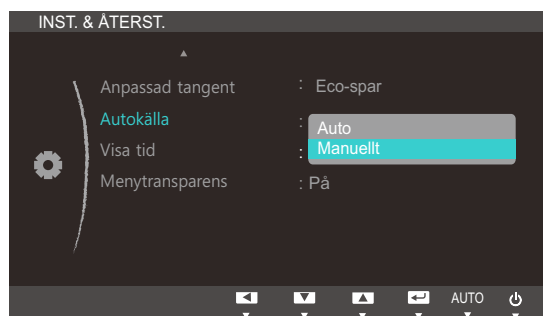 INST. & ÅTERST.
Anpassad tangent : Eco-spar
Autokälla : Auto
Visa tid : Manuellt
Menytransparens : På
AUTO